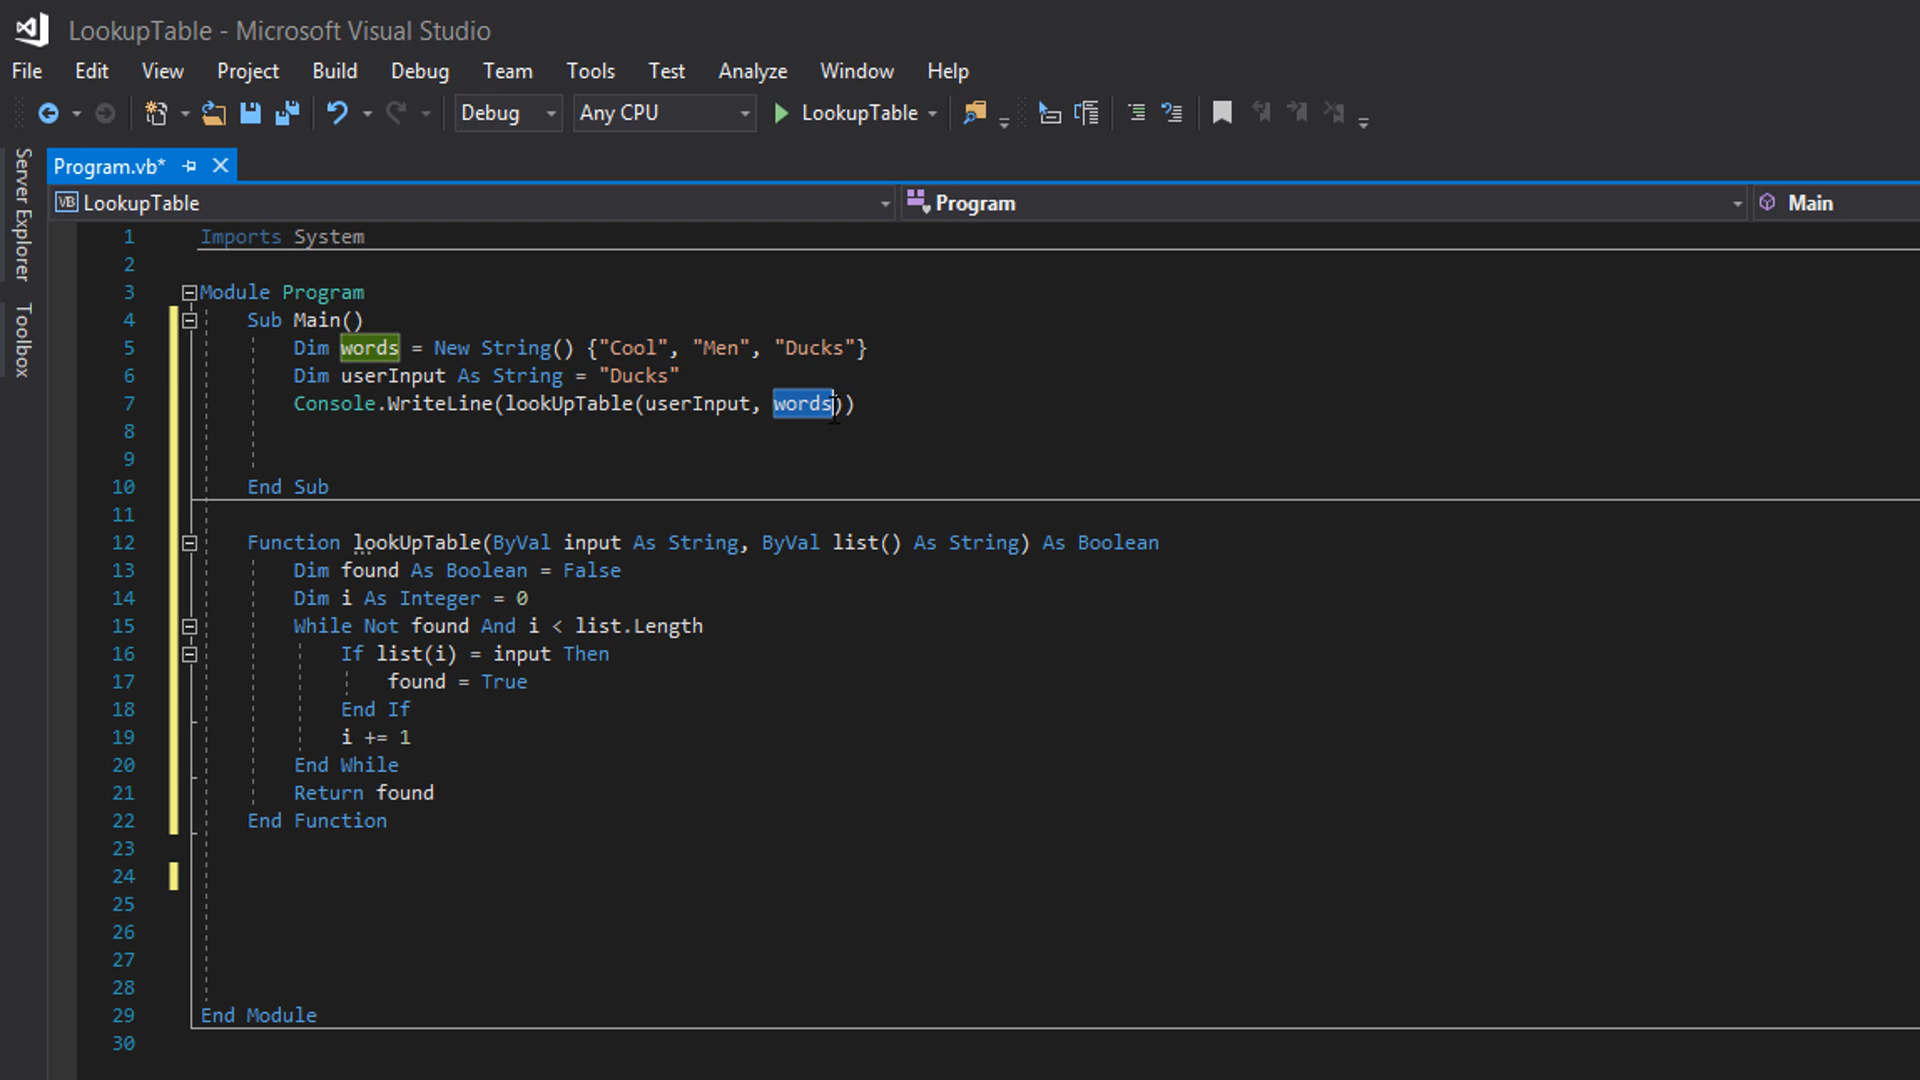 LookupTable - Microsoft Visual Studio
File Edit View Project Build Debug Team Tools Test Analyze Window Help
Debug Any CPU LookupTable
Server Explorer
Toolbox
Program.vb*
VB LookupTable Program Main
1 Imports System
2
3 Module Program
4 Sub Main()
5 Dim words = New String() {"Cool", "Men", "Ducks"}
6 Dim userInput As String = "Ducks"
7 Console.WriteLine(lookUpTable(userInput, words))
8
9
10 End Sub
11
12 Function lookUpTable(ByVal input As String, ByVal list() As String) As Boolean
13 Dim found As Boolean = False
14 Dim i As Integer = 0
15 While Not found And i < list.Length
16 If list(i) = input Then
17 found = True
18 End If
19 i += 1
20 End While
21 Return found
22 End Function
23
24
25
26
27
28
29 End Module
30